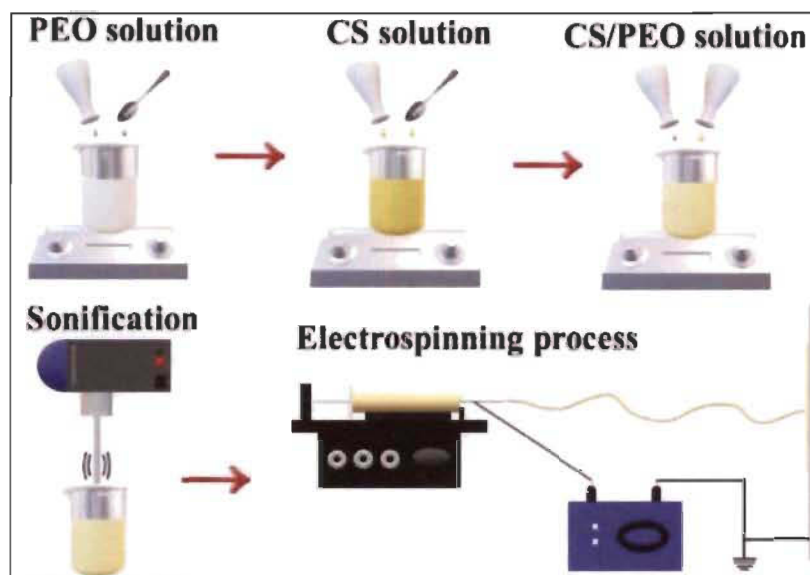 PEO solution
CS solution
CS/PEO solution
Sonification
Electrospinning process